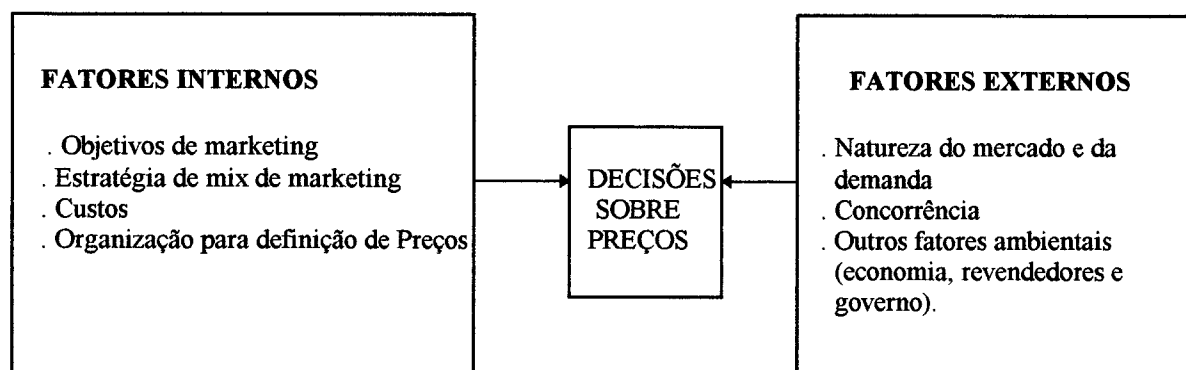 FATORES INTERNOS
. Objetivos de marketing
. Estratégia de mix de marketing
. Custos
. Organização para definição de Preços
DECISÕES
SOBRE
PREÇOS
FATORES EXTERNOS
. Natureza do mercado e da
demanda
. Concorrência
. Outros fatores ambientais
(economia, revendedores e
governo).